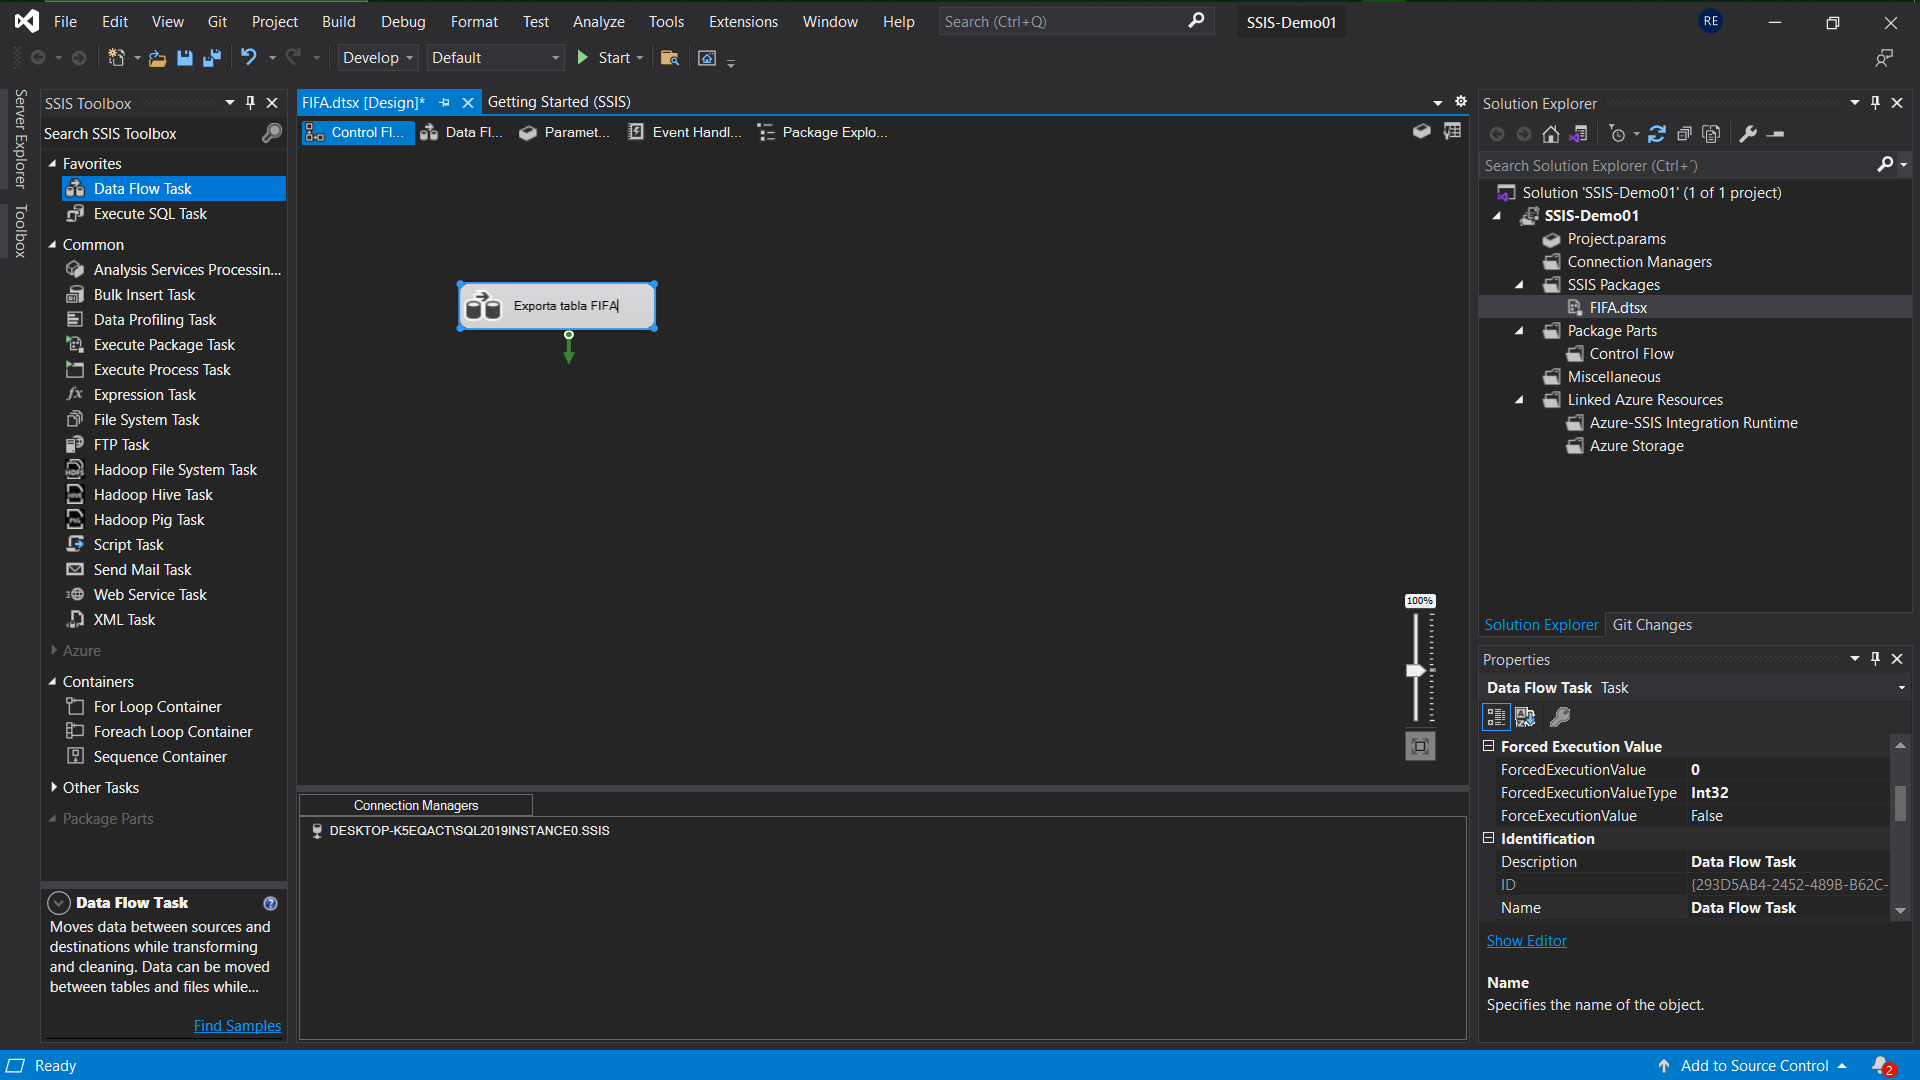 File Edit View Git Project Build Debug Format Test Analyze Tools Extensions Window Help Search (Ctrl+Q) SSIS-Demo01 RE
Develop Default Start
Server Explorer
Toolbox
SSIS Toolbox
Search SSIS Toolbox
Favorites
Data Flow Task
Execute SQL Task
Common
Analysis Services Processin...
Bulk Insert Task
Data Profiling Task
Execute Package Task
Execute Process Task
Expression Task
File System Task
FTP Task
Hadoop File System Task
Hadoop Hive Task
Hadoop Pig Task
Script Task
Send Mail Task
Web Service Task
XML Task
Azure
Containers
For Loop Container
Foreach Loop Container
Sequence Container
Other Tasks
Package Parts
Data Flow Task
Moves data between sources and
destinations while transforming
and cleaning. Data can be moved
between tables and files while...
Find Samples
FIFA.dtsx [Design]* Getting Started (SSIS)
Control Fl... Data Fl... Paramet... Event Handl... Package Explo...
Exporta tabla FIFA
100%
Connection Managers
DESKTOP-K5EQACT\SQL2019INSTANCE0.SSIS
Solution Explorer
Search Solution Explorer (Ctrl+´)
Solution 'SSIS-Demo01' (1 of 1 project)
SSIS-Demo01
Project.params
Connection Managers
SSIS Packages
FIFA.dtsx
Package Parts
Control Flow
Miscellaneous
Linked Azure Resources
Azure-SSIS Integration Runtime
Azure Storage
Solution Explorer Git Changes
Properties
Data Flow Task Task
Forced Execution Value
ForcedExecutionValue 0
ForcedExecutionValueType Int32
ForceExecutionValue False
Identification
Description Data Flow Task
ID {293D5AB4-2452-489B-B62C-
Name Data Flow Task
Show Editor
Name
Specifies the name of the object.
Ready Add to Source Control 2